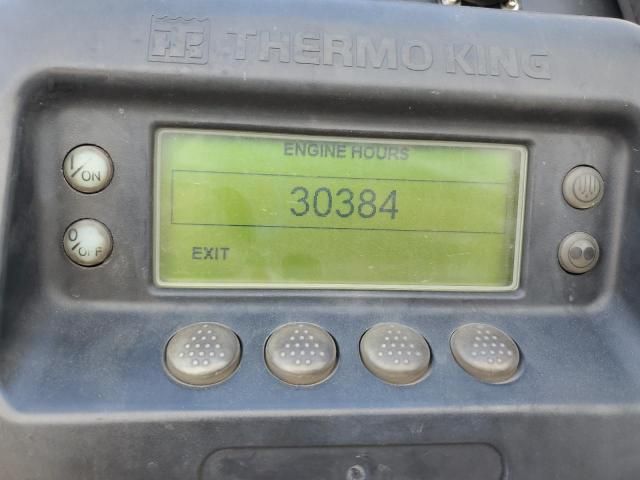 THERMO KING
ENGINE HOURS
I/ON
30384
O/OFF
EXIT